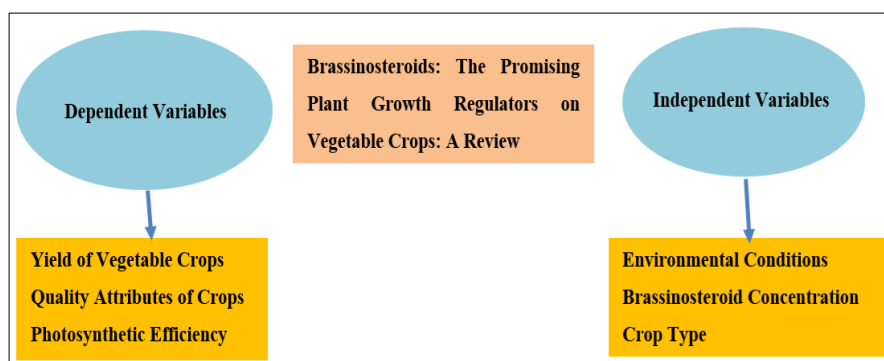 Dependent Variables
Brassinosteroids: The Promising
Plant Growth Regulators on
Vegetable Crops: A Review
Independent Variables
Yield of Vegetable Crops
Quality Attributes of Crops
Photosynthetic Efficiency
Environmental Conditions
Brassinosteroid Concentration
Crop Type